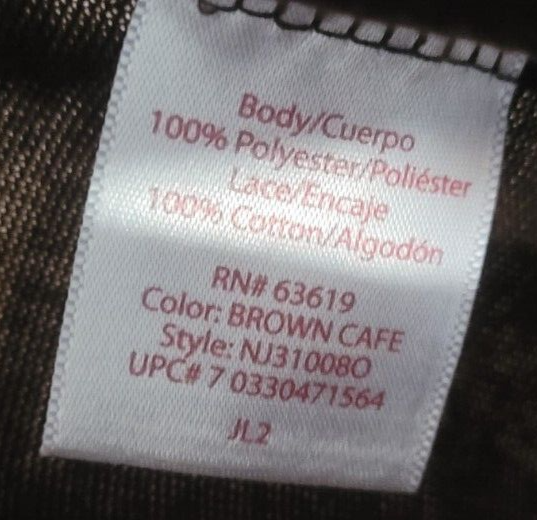 Body/Cuerpo
100% Polyester/Poliéster
Lace/Encaje
100% Cotton/Algodón
RN# 63619
Color: BROWN CAFE
Style: NJ31008O
UPC# 7 0330471564
JL2